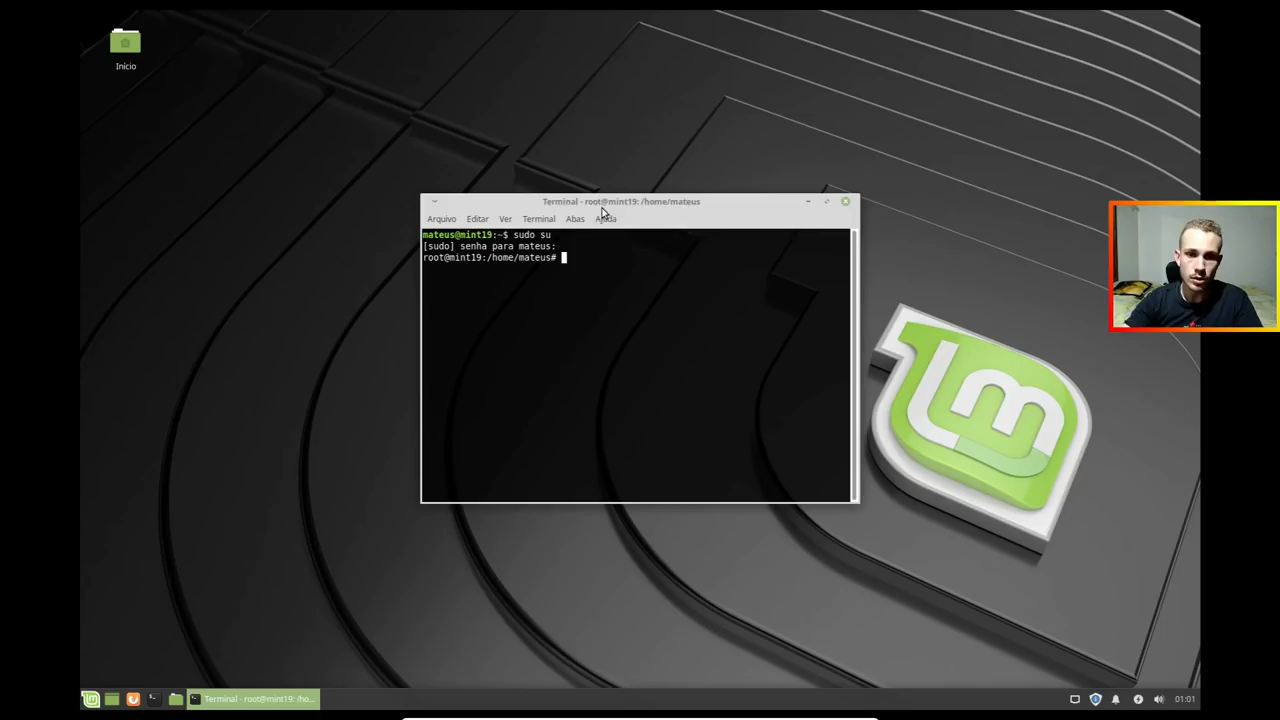 Início
Terminal - root@mint19: /home/mateus
Arquivo Editar Ver Terminal Abas Ajuda
mateus@mint19:~$ sudo su
[sudo] senha para mateus:
root@mint19:/home/mateus#
Terminal - root@mint19: /ho...
01:01